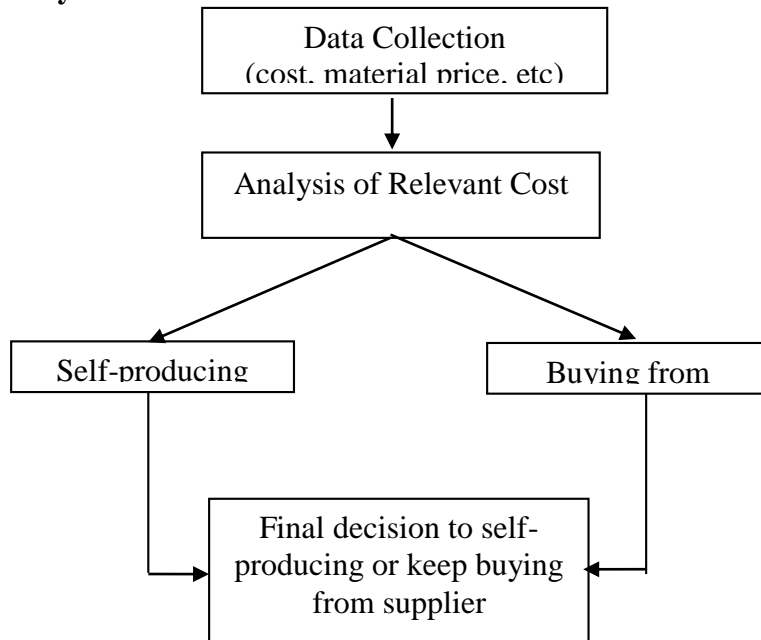 Data Collection
(cost, material price, etc)
Analysis of Relevant Cost
Self-producing
Buying from
Final decision to self-
producing or keep buying
from supplier